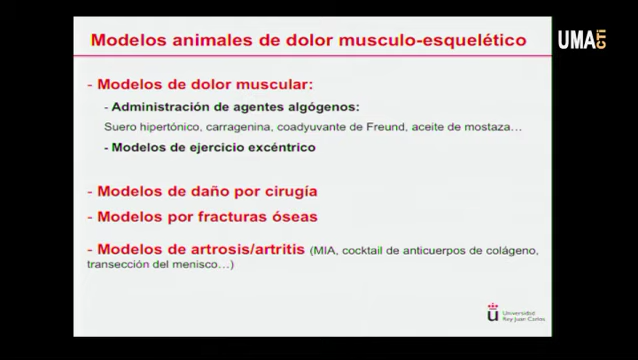 Modelos animales de dolor musculo-esquelético
UMA CTi
- Modelos de dolor muscular:
- Administración de agentes algógenos:
Suero hipertónico, carragenina, coadyuvante de Freund, aceite de mostaza…
- Modelos de ejercicio excéntrico
- Modelos de daño por cirugía
- Modelos por fracturas óseas
- Modelos de artrosis/artritis (MIA, cocktail de anticuerpos de colágeno,
transección del menisco…)
u Universidad
Rey Juan Carlos